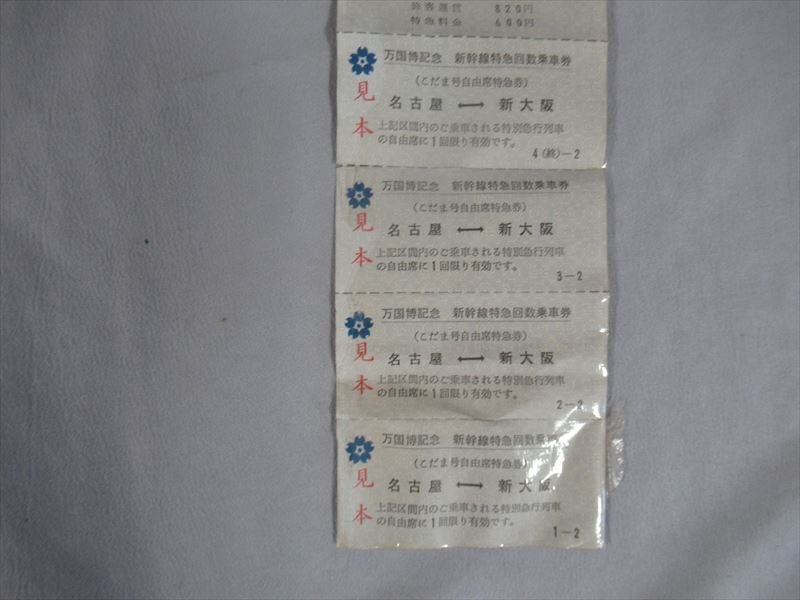 旅客運賃 820円
特急料金 600円
万国博記念 新幹線特急回数乗車券
(こだま号自由席特急券)
見本
名古屋 ⟷ 新大阪
上記区間内のご乗車される特別急行列車
の自由席に1回限り有効です。
4(終)-2
万国博記念 新幹線特急回数乗車券
(こだま号自由席特急券)
見本
名古屋 ⟷ 新大阪
上記区間内のご乗車される特別急行列車
の自由席に1回限り有効です。
3-2
万国博記念 新幹線特急回数乗車券
(こだま号自由席特急券)
見本
名古屋 ⟷ 新大阪
上記区間内のご乗車される特別急行列車
の自由席に1回限り有効です。
2-2
万国博記念 新幹線特急回数乗
(こだま号自由席特急券)
見本
名古屋 ⟷ 新大阪
上記区間内のご乗車される特別急行列車
の自由席に1回限り有効です。
1-2